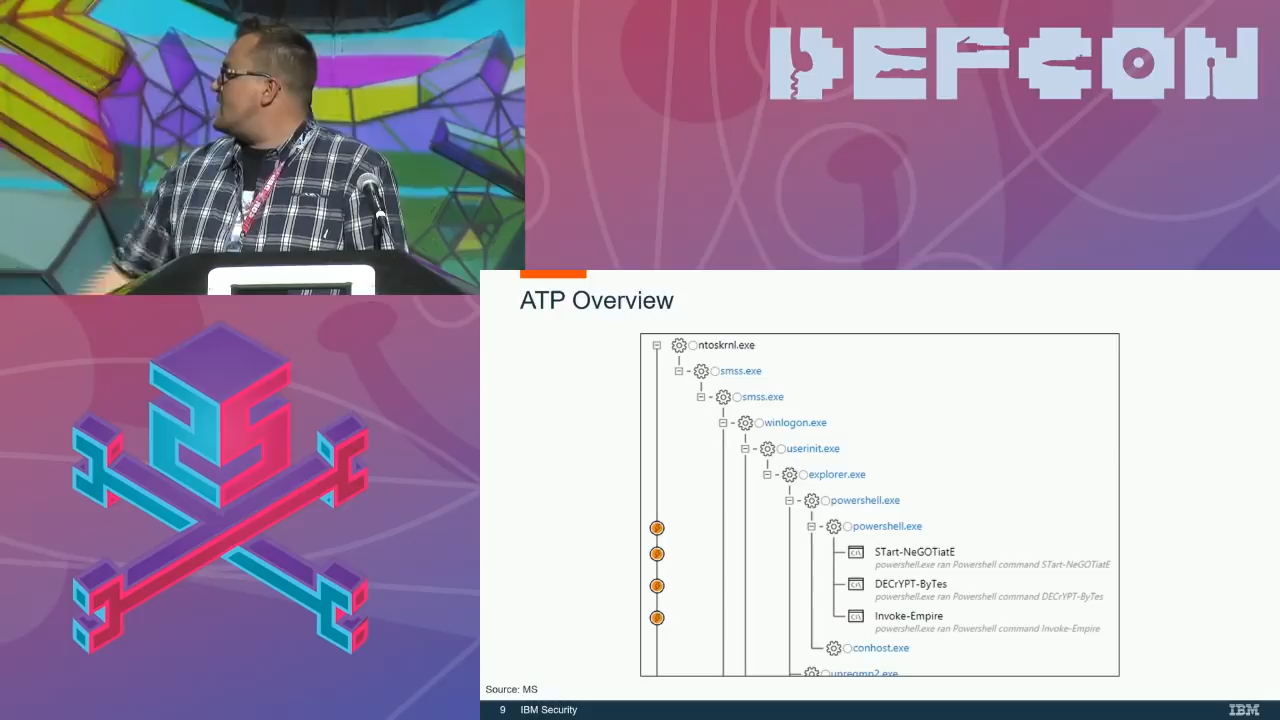 DEFCON
ATP Overview
ntoskrnl.exe
smss.exe
smss.exe
winlogon.exe
userinit.exe
explorer.exe
powershell.exe
powershell.exe
STart-NeGOTiatE
powershell.exe ran Powershell command STart-NeGOTiatE
DECrYPT-ByTes
powershell.exe ran Powershell command DECrYPT-ByTes
Invoke-Empire
powershell.exe ran Powershell command Invoke-Empire
conhost.exe
unregmp2.exe
Source: MS
9 IBM Security
IBM